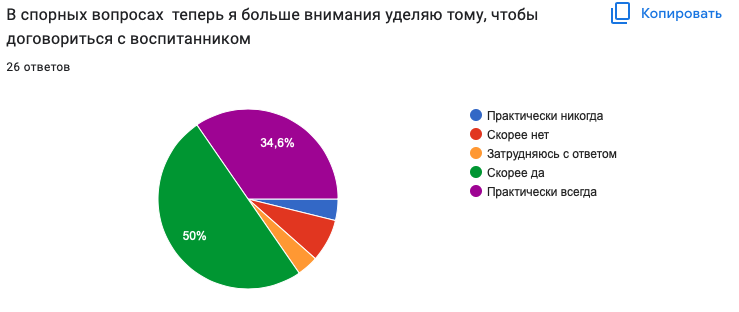 В спорных вопросах  теперь я больше внимания уделяю тому, чтобы
договориться с воспитанником
Копировать
26 ответов
34,6%
50%
Практически никогда
Скорее нет
Затрудняюсь с ответом
Скорее да
Практически всегда